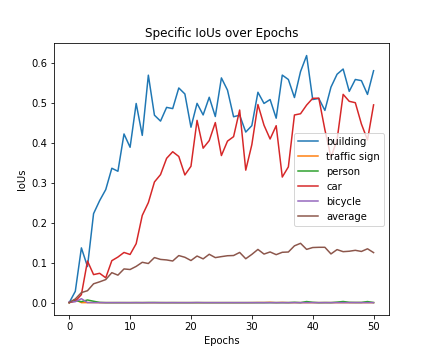 Specific IoUs over Epochs
IoUs
0.6
0.5
0.4
0.3
0.2
0.1
0.0
building
traffic sign
person
car
bicycle
average
0
10
20
30
40
50
Epochs